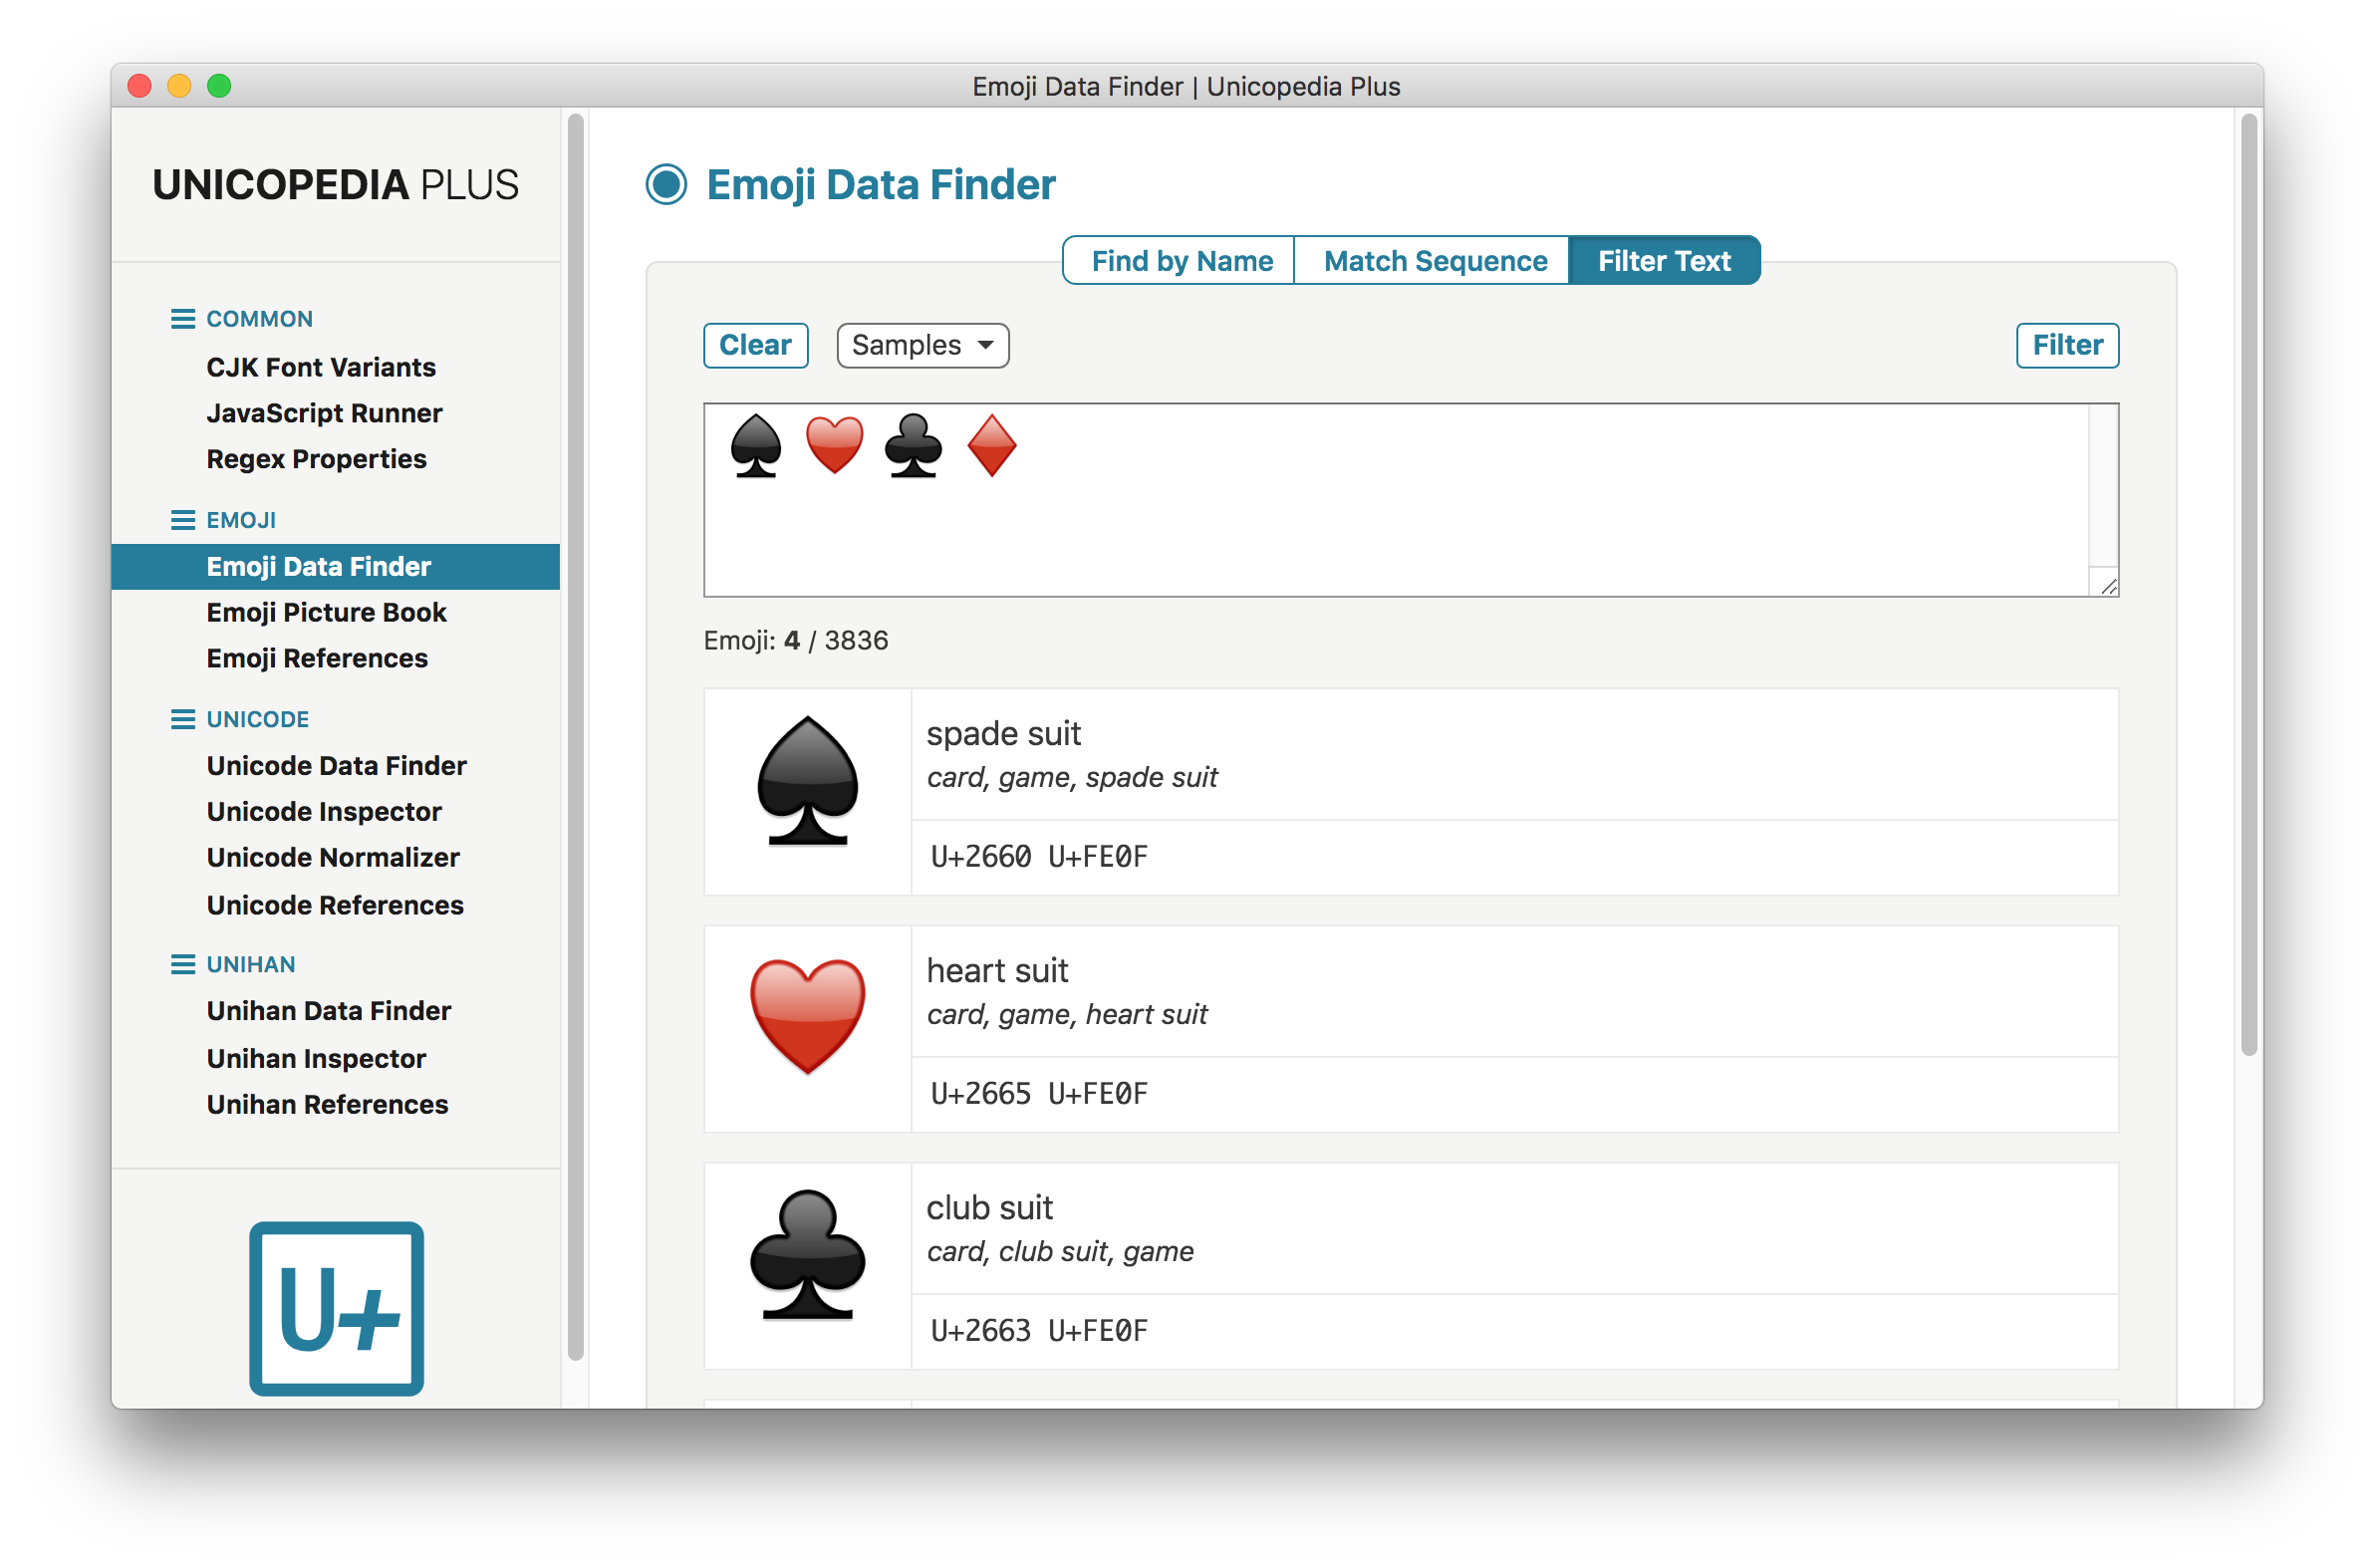 Emoji Data Finder | Unicopedia Plus
UNICOPEDIA PLUS
COMMON
CJK Font Variants
JavaScript Runner
Regex Properties
EMOJI
Emoji Data Finder
Emoji Picture Book
Emoji References
UNICODE
Unicode Data Finder
Unicode Inspector
Unicode Normalizer
Unicode References
UNIHAN
Unihan Data Finder
Unihan Inspector
Unihan References
U+
Emoji Data Finder
Find by Name Match Sequence Filter Text
Clear Samples Filter
♠️ ♥️ ♣️ ♦️
Emoji: 4 / 3836
spade suit
card, game, spade suit
U+2660 U+FE0F
heart suit
card, game, heart suit
U+2665 U+FE0F
club suit
card, club suit, game
U+2663 U+FE0F